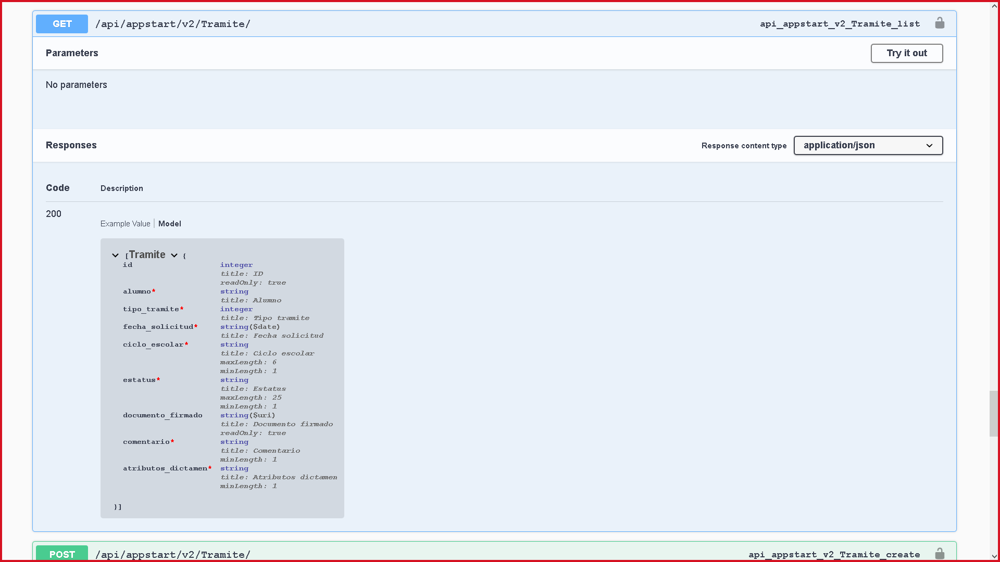 GET /api/appstart/v2/Tramite/ api_appstart_v2_Tramite_list
Parameters Try it out
No parameters
Responses Response content type application/json
Code Description
200
Example Value Model
[Tramite {
id integer
title: ID
readOnly: true
alumno* string
title: Alumno
tipo_tramite* integer
title: Tipo tramite
fecha_solicitud* string($date)
title: Fecha solicitud
ciclo_escolar* string
title: Ciclo escolar
maxLength: 6
minLength: 1
estatus* string
title: Estatus
maxLength: 25
minLength: 1
documento_firmado string($uri)
title: Documento firmado
readOnly: true
comentario* string
title: Comentario
minLength: 1
atributos_dictamen* string
title: Atributos dictamen
minLength: 1
}]
POST /api/appstart/v2/Tramite/ api_appstart_v2_Tramite_create